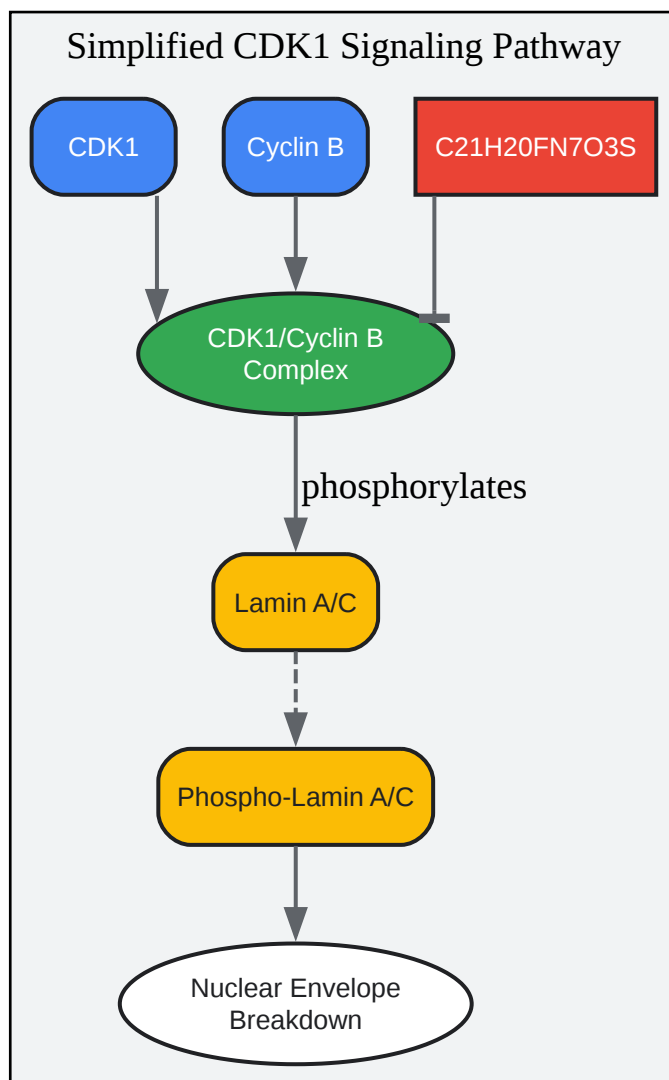 Simplified CDK1 Signaling Pathway
CDK1
Cyclin B
C21H20FN7O3S
CDK1/Cyclin B
Complex
phosphorylates
Lamin A/C
Phospho-Lamin A/C
Nuclear Envelope
Breakdown